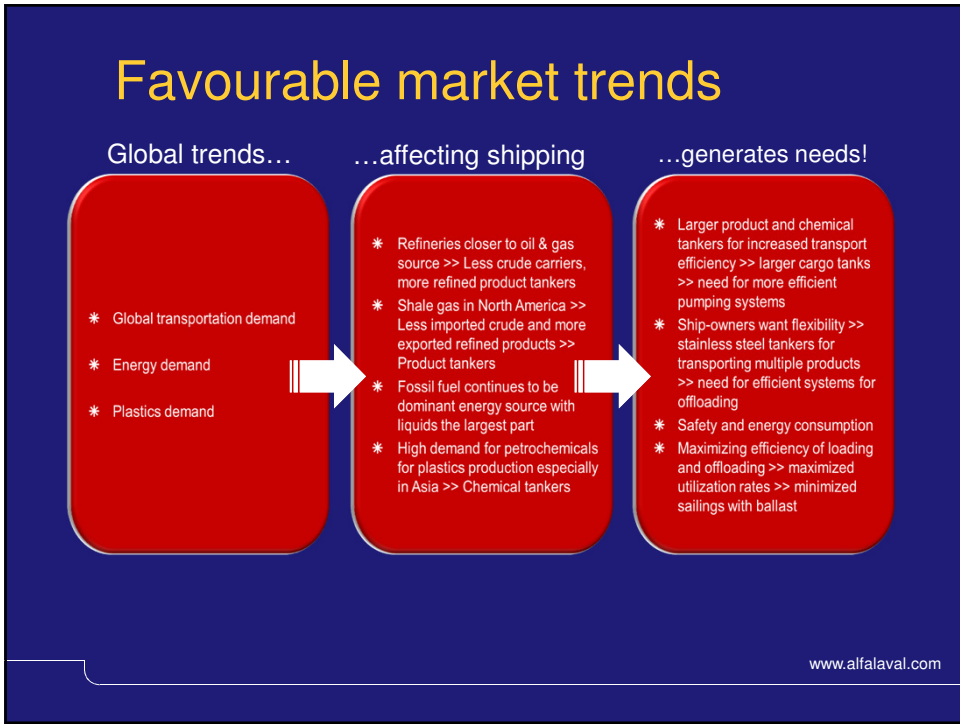 Favourable market trends
Global trends…
…affecting shipping
…generates needs!
* Global transportation demand
* Energy demand
* Plastics demand
* Refineries closer to oil & gas
source >> Less crude carriers,
more refined product tankers
* Shale gas in North America >>
Less imported crude and more
exported refined products >>
Product tankers
* Fossil fuel continues to be
dominant energy source with
liquids the largest part
* High demand for petrochemicals
for plastics production especially
in Asia >> Chemical tankers
* Larger product and chemical
tankers for increased transport
efficiency >> larger cargo tanks
>> need for more efficient
pumping systems
* Ship-owners want flexibility >>
stainless steel tankers for
transporting multiple products
>> need for efficient systems for
offloading
* Safety and energy consumption
* Maximizing efficiency of loading
and offloading >> maximized
utilization rates >> minimized
sailings with ballast
www.alfalaval.com